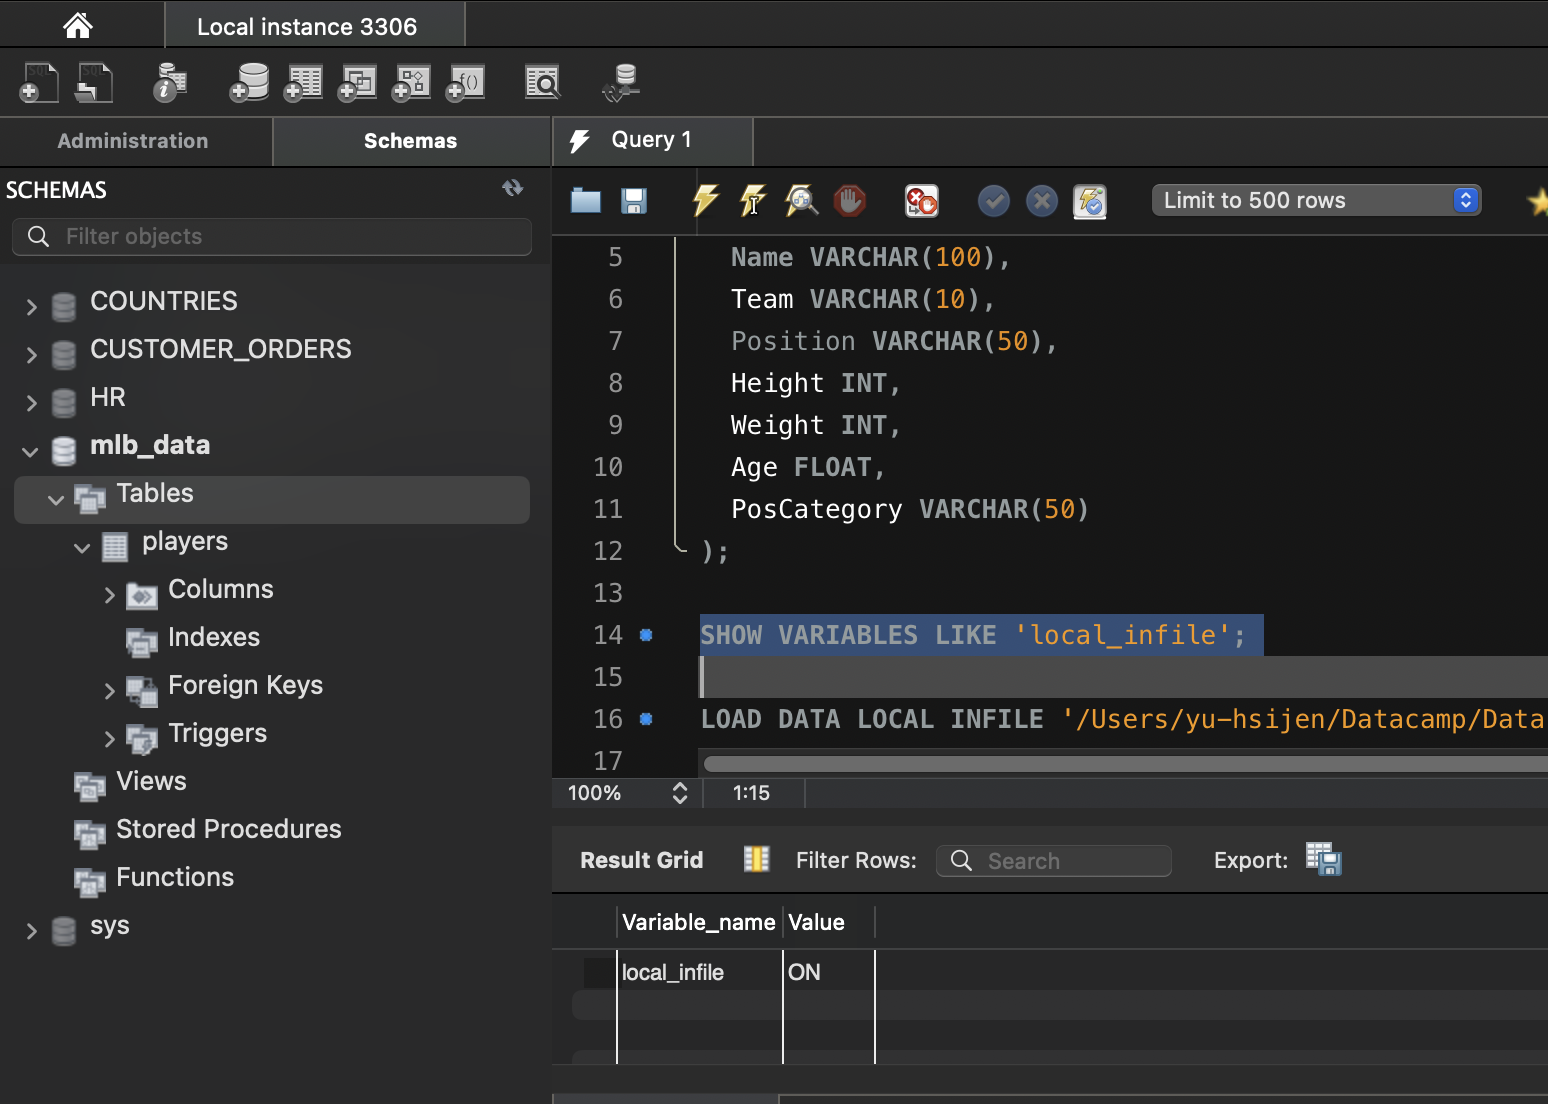 Local instance 3306
SQL SQL
i
f()
Administration
Schemas
Query 1
SCHEMAS
Filter objects
COUNTRIES
CUSTOMER_ORDERS
HR
mlb_data
Tables
players
Columns
Indexes
Foreign Keys
Triggers
Views
Stored Procedures
Functions
sys
Limit to 500 rows
5 Name VARCHAR(100),
6 Team VARCHAR(10),
7 Position VARCHAR(50),
8 Height INT,
9 Weight INT,
10 Age FLOAT,
11 PosCategory VARCHAR(50)
12 );
13
14 SHOW VARIABLES LIKE 'local_infile';
15
16 LOAD DATA LOCAL INFILE '/Users/yu-hsijen/Datacamp/Data
17
100% 1:15
Result Grid Filter Rows: Search Export:
Variable_name Value
local_infile ON